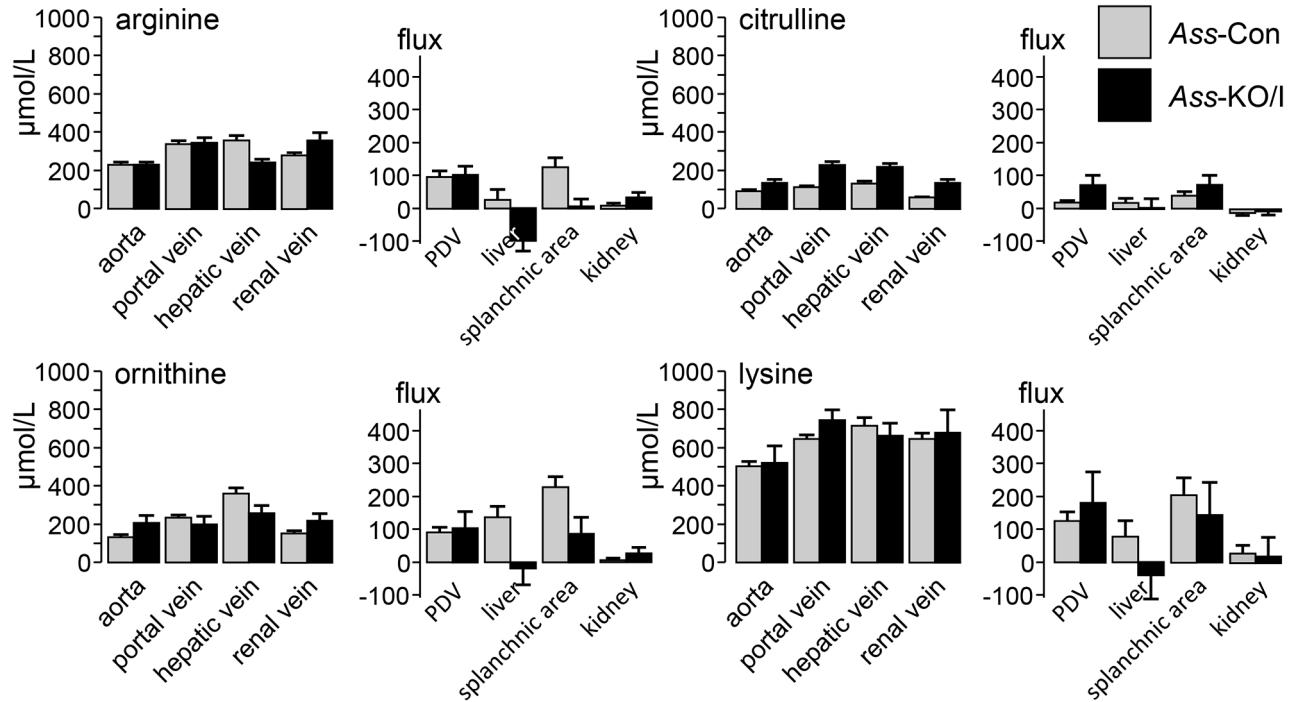 arginine
µmol/L
1000
800
600
400
200
0
aorta
portal vein
hepatic vein
renal vein
flux
400
300
200
100
0
-100
PDV
liver
splanchnic area
kidney
citrulline
µmol/L
1000
800
600
400
200
0
aorta
portal vein
hepatic vein
renal vein
flux
400
300
200
100
0
-100
PDV
liver
splanchnic area
kidney
Ass-Con
Ass-KO/I
ornithine
µmol/L
1000
800
600
400
200
0
aorta
portal vein
hepatic vein
renal vein
flux
400
300
200
100
0
-100
PDV
liver
splanchnic area
kidney
lysine
µmol/L
1000
800
600
400
200
0
aorta
portal vein
hepatic vein
renal vein
flux
400
300
200
100
0
-100
PDV
liver
splanchnic area
kidney